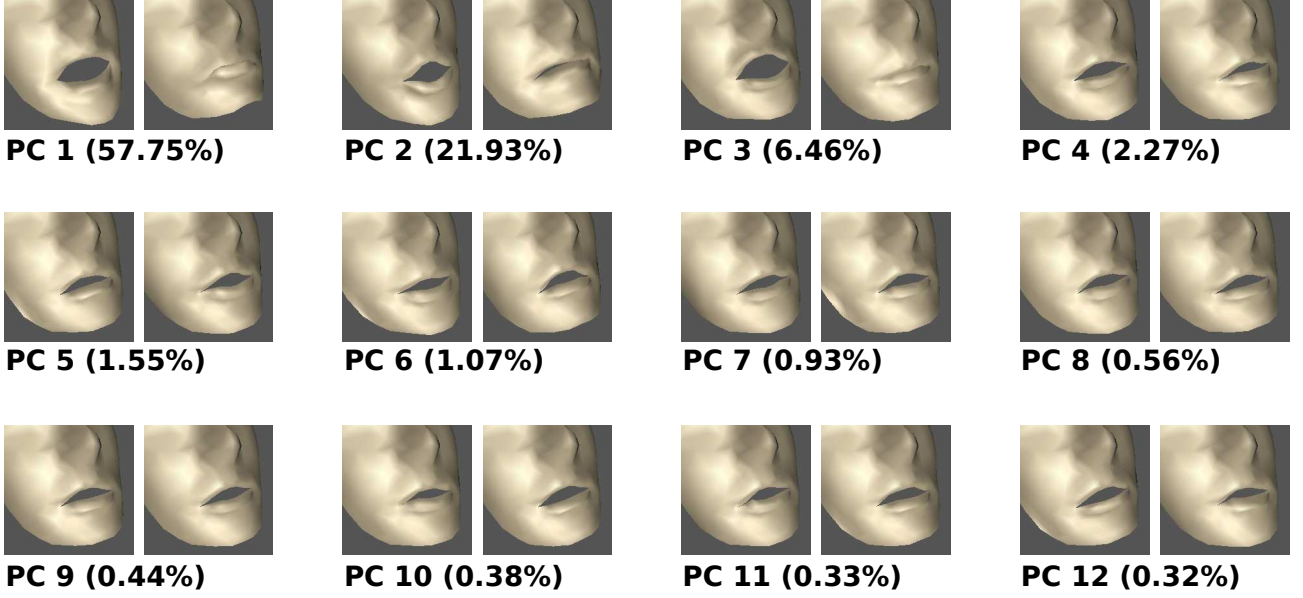 PC 1 (57.75%) PC 2 (21.93%) PC 3 (6.46%) PC 4 (2.27%)
PC 5 (1.55%) PC 6 (1.07%) PC 7 (0.93%) PC 8 (0.56%)
PC 9 (0.44%) PC 10 (0.38%) PC 11 (0.33%) PC 12 (0.32%)